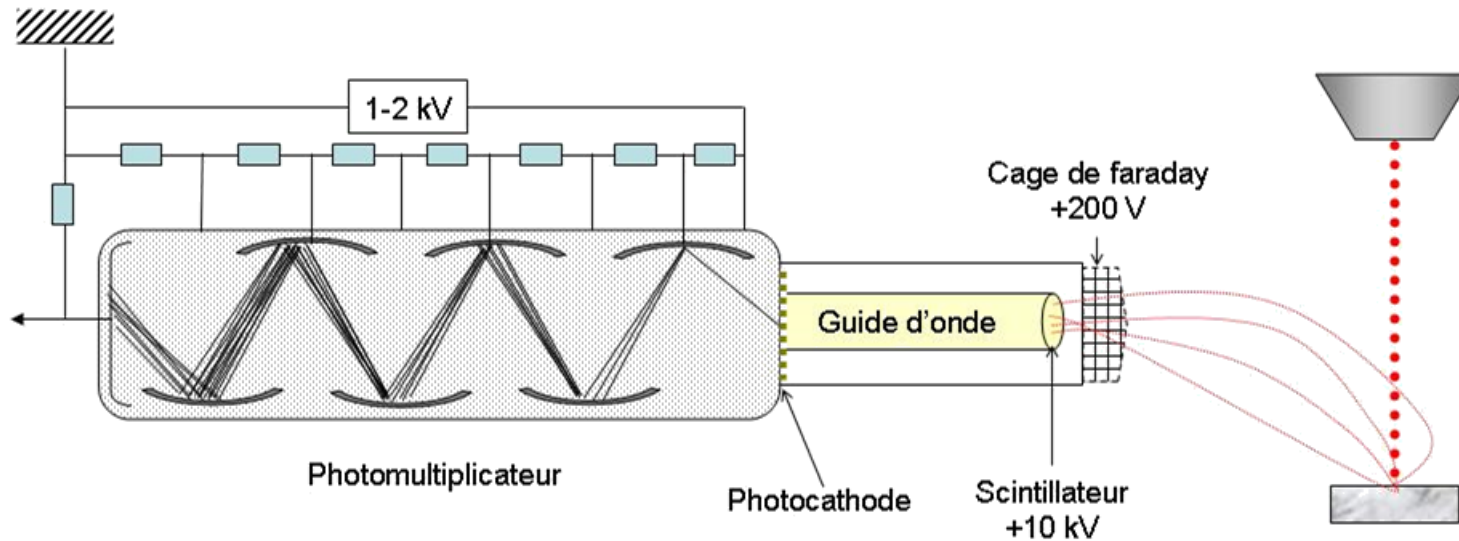 1-2 kV
Cage de faraday
+200 V
Guide d'onde
Photomultiplicateur
Photocathode
Scintillateur
+10 kV